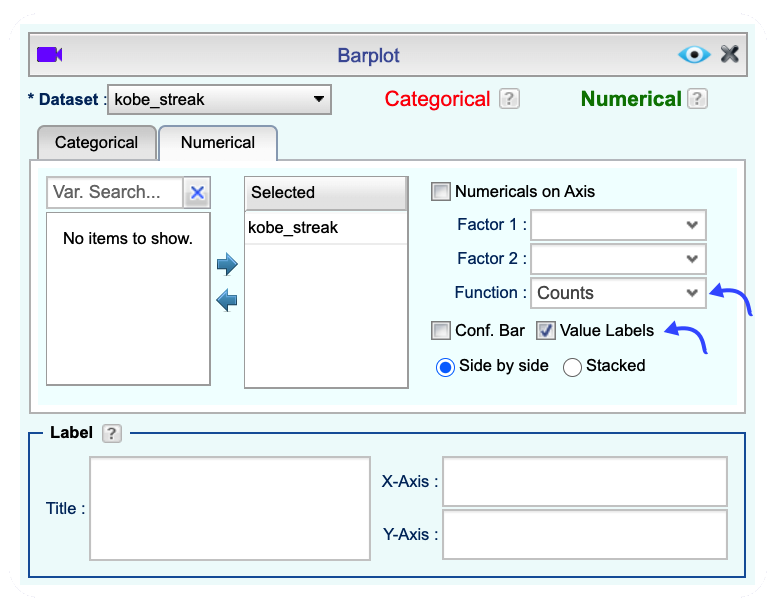 Barplot
* Dataset : kobe_streak
Categorical ?
Numerical ?
Categorical
Numerical
Var. Search...
No items to show.
Selected
kobe_streak
Numericals on Axis
Factor 1 :
Factor 2 :
Function : Counts
Conf. Bar
Value Labels
Side by side
Stacked
Label ?
Title :
X-Axis :
Y-Axis :